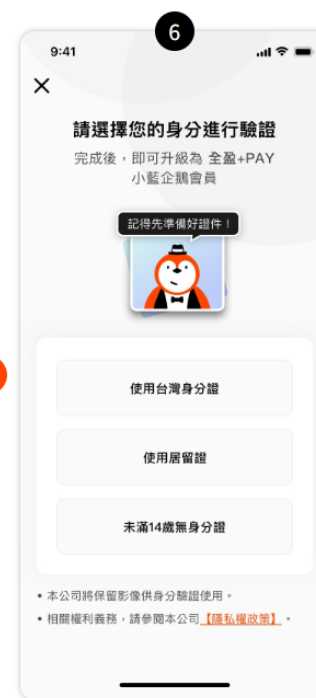 6
9:41
請選擇您的身分進行驗證
完成後，即可升級為 全盈+PAY
小藍企鵝會員
記得先準備好證件！
使用台灣身分證
使用居留證
未滿14歲無身分證
• 本公司將保留影像供身分驗證使用。
• 相關權利義務，請參閱本公司【隱私權政策】。